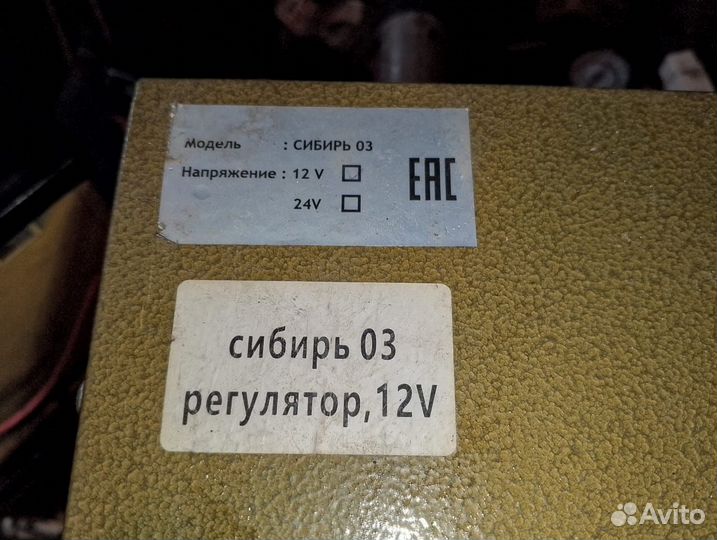 Модель : СИБИРЬ 03
Напряжение : 12 V
24V
EAC
сибирь 03
регулятор,12V
Avito